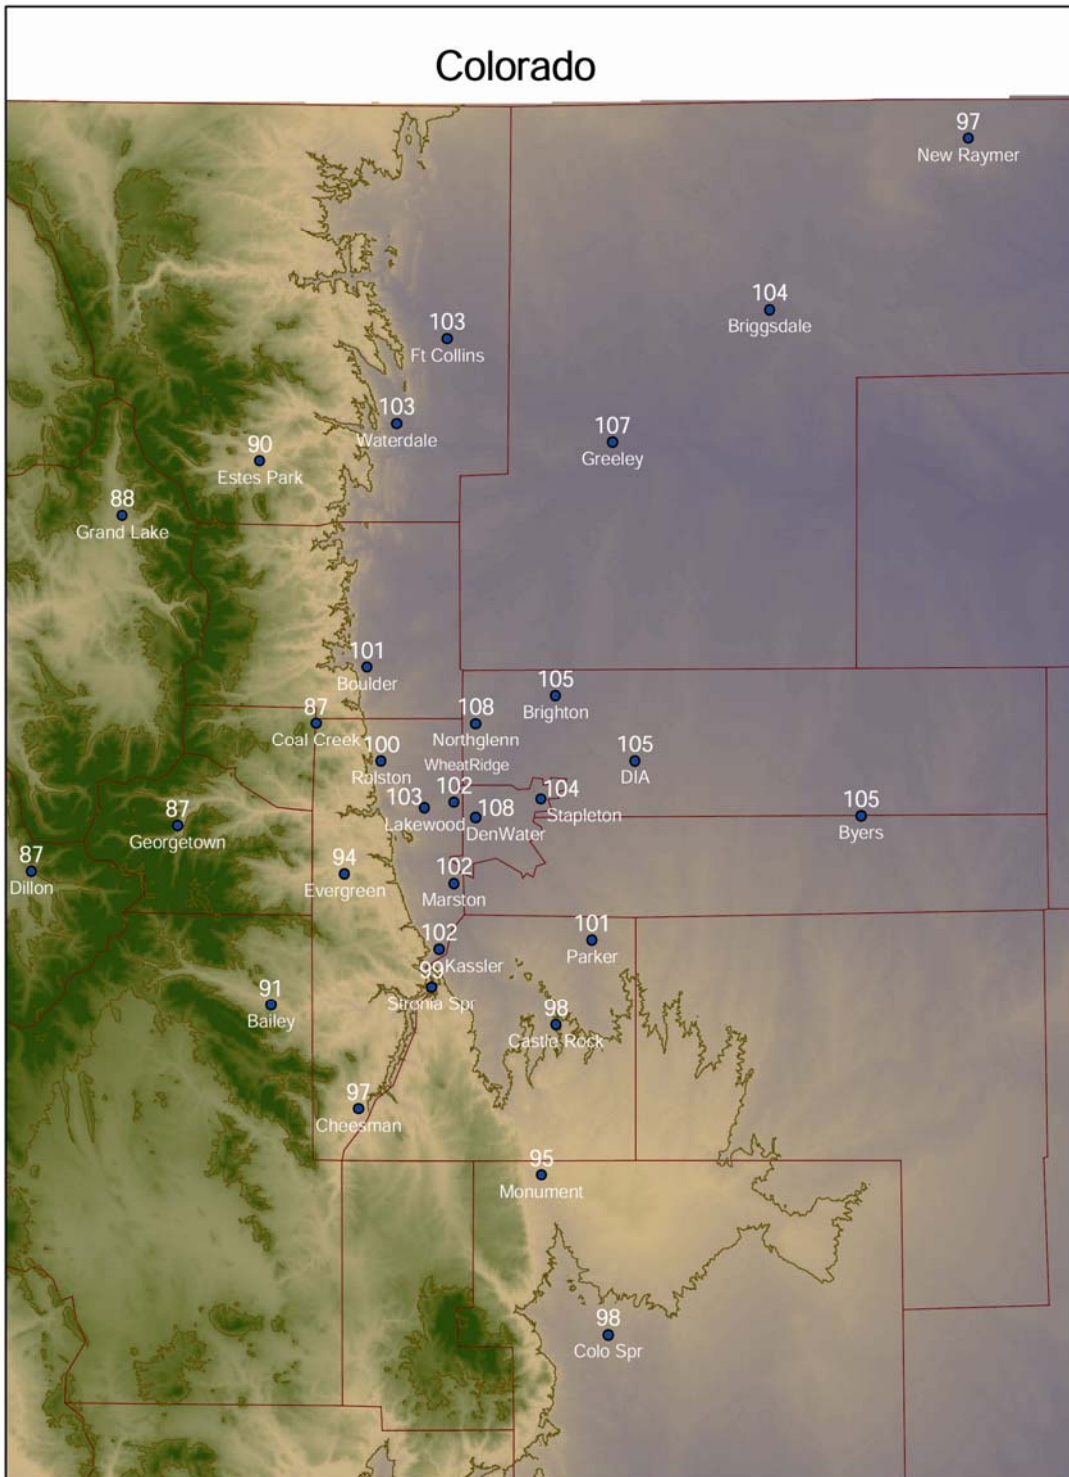 Colorado
97
New Raymer
104
Briggsdale
103
Ft Collins
103
Waterdale
107
Greeley
90
Estes Park
88
Grand Lake
101
Boulder
105
Brighton
87
Coal Creek
108
Northglenn
100
Ralston
WheatRidge
102
105
DIA
103
Lakewood
108
DenWater
104
Stapleton
105
Byers
87
Georgetown
87
Dillon
94
Evergreen
102
Marston
102
Kassler
101
Parker
99
Strontia Spr
91
Bailey
98
Castle Rock
97
Cheesman
95
Monument
98
Colo Spr